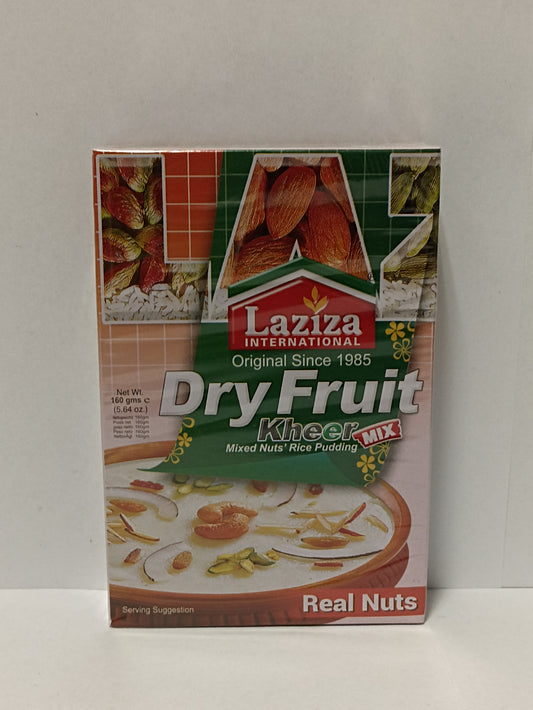 LAZ
Laziza
INTERNATIONAL
Original Since 1985
Dry Fruit
Kheer MIX
Mixed Nuts' Rice Pudding
Net Wt.
160 gms e
(5.64 oz.)
Serving Suggestion
Real Nuts